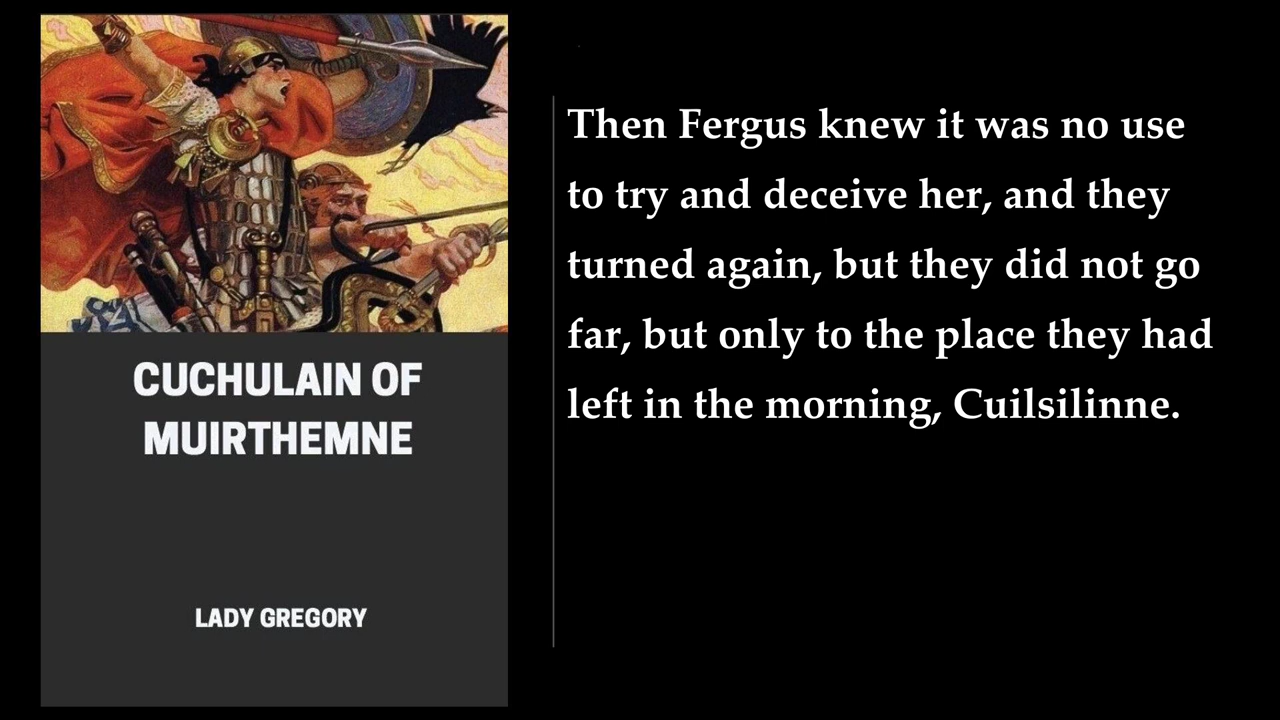 CUCHULAIN OF
MUIRTHEMNE
LADY GREGORY
Then Fergus knew it was no use
to try and deceive her, and they
turned again, but they did not go
far, but only to the place they had
left in the morning, Cuilsilinne.